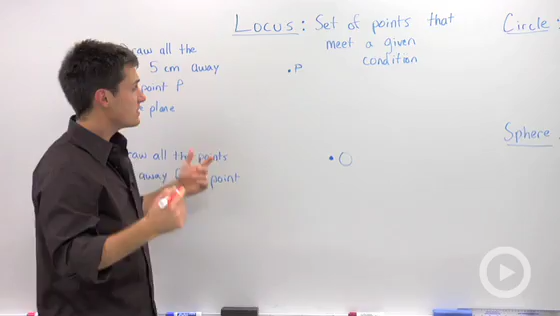 Locus: Set of points that
meet a given
condition
raw all the
5 cm away
point P
plane
• P
raw all the points
away point
• O
Circle:
Sphere: